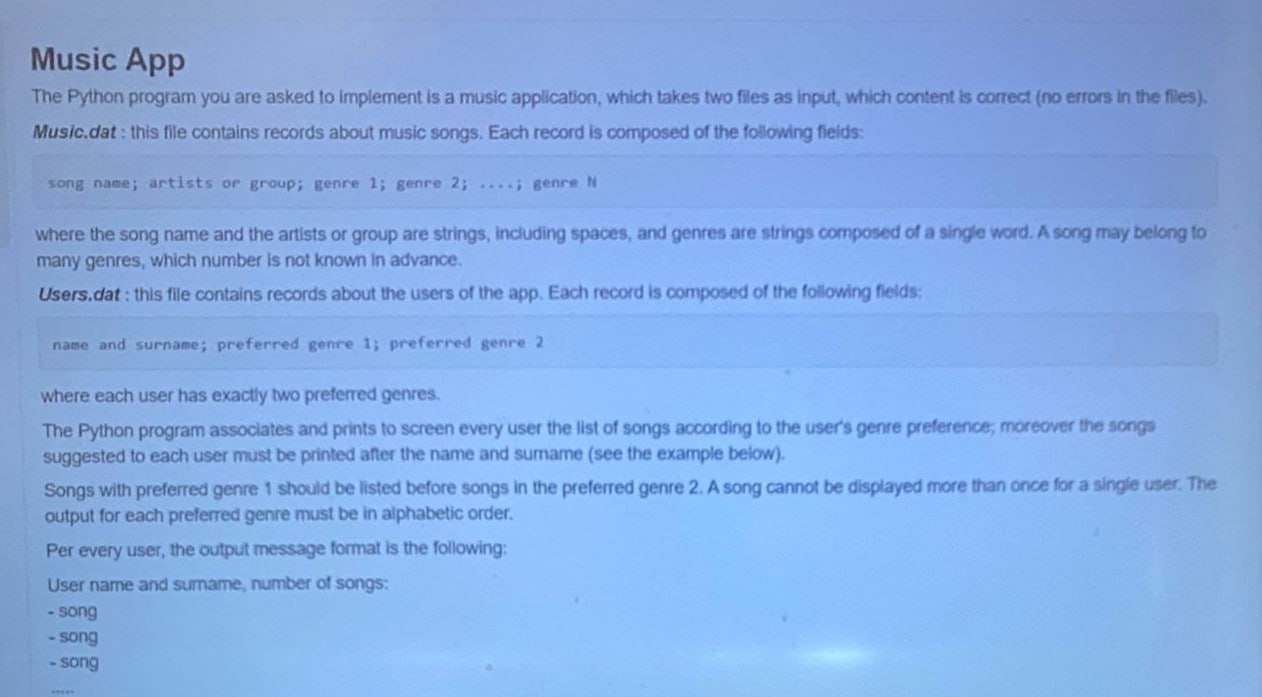 Music App
The Python program you are asked to implement is a music application, which takes two files as input, which content is correct (no errors in the files).
Music.dat : this file contains records about music songs. Each record is composed of the following fields:
song name; artists or group; genre 1; genre 2; ....; genre N
where the song name and the artists or group are strings, including spaces, and genres are strings composed of a single word. A song may belong to
many genres, which number is not known in advance.
Users.dat : this file contains records about the users of the app. Each record is composed of the following fields:
name and surname; preferred genre 1; preferred genre 2
where each user has exactly two preferred genres.
The Python program associates and prints to screen every user the list of songs according to the user's genre preference; moreover the songs
suggested to each user must be printed after the name and surname (see the example below).
Songs with preferred genre 1 should be listed before songs in the preferred genre 2. A song cannot be displayed more than once for a single user. The
output for each preferred genre must be in alphabetic order.
Per every user, the output message format is the following:
User name and surname, number of songs:
- song
- song
- song
.....